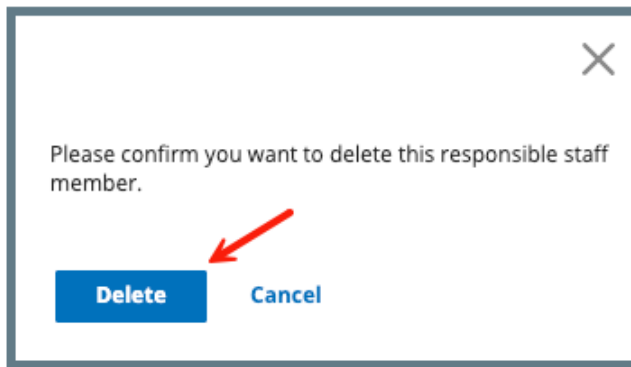 Please confirm you want to delete this responsible staff
member.
Delete Cancel